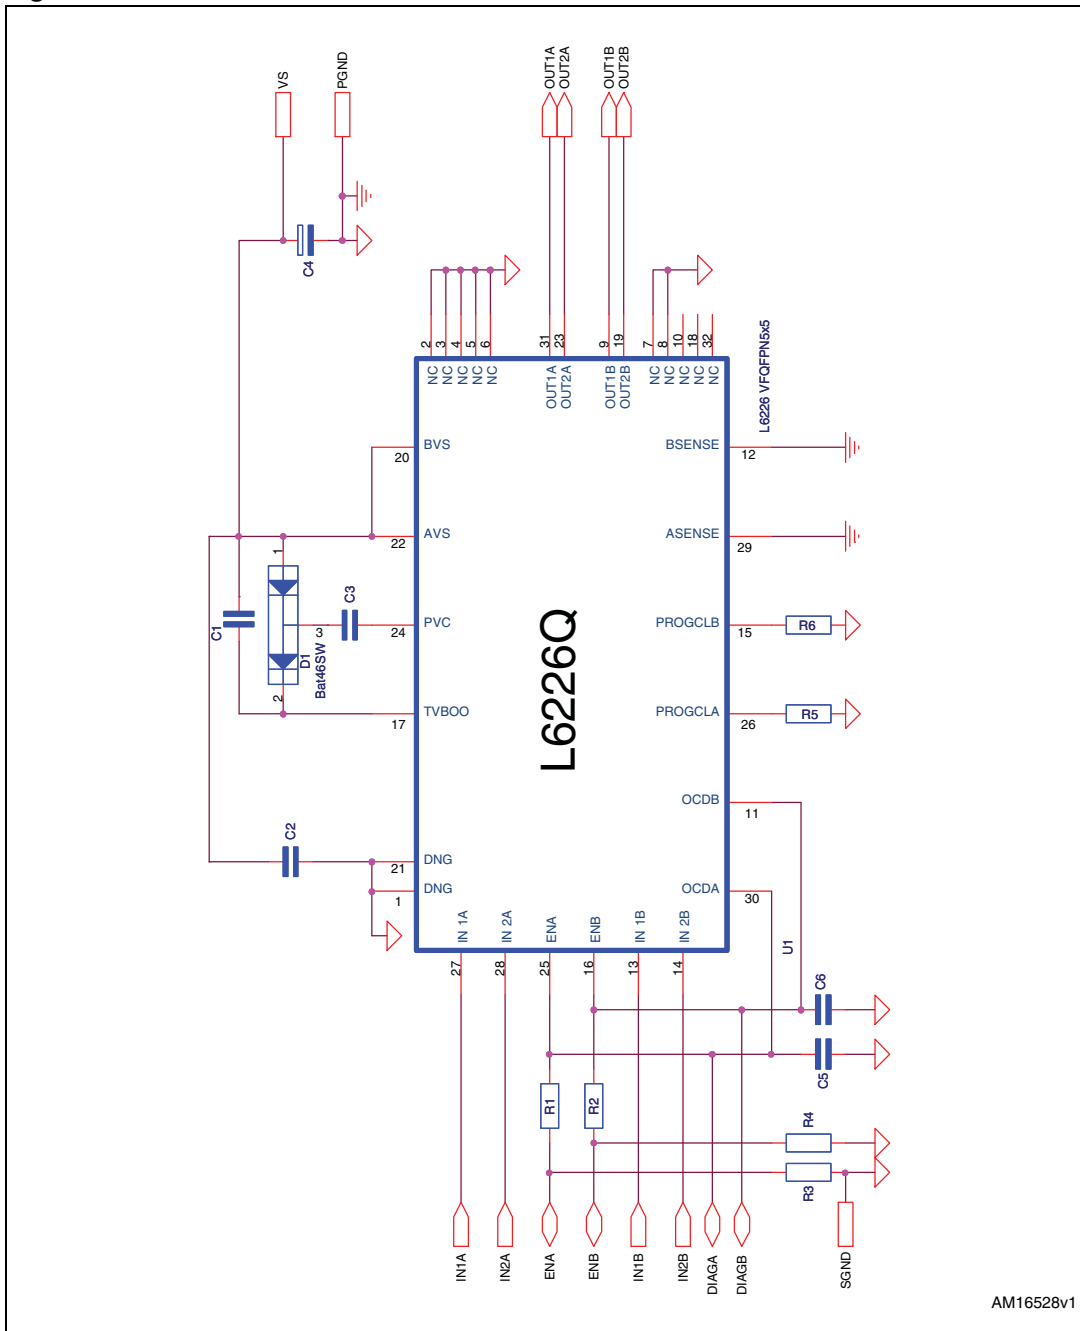 VS
PGND
OUT1A
OUT2A
OUT1B
OUT2B
C4
2
3
4
5
6
31
23
9
19
7
8
10
18
32
NC
NC
NC
NC
NC
OUT1A
OUT2A
OUT1B
OUT2B
NC
NC
NC
NC
NC
L6226 VFQFPN5x5
BVS
20
BSENSE
12
AVS
22
ASENSE
29
1
C1
C3
3
D1
Bat46SW
2
PVC
24
PROGCLB
15
R6
TVBOO
17
PROGCLA
26
R5
L6226Q
OCDB
11
C2
DNG
21
DNG
1
OCDA
30
IN 1A
IN 2A
ENA
ENB
IN 1B
IN 2B
U1
27
28
25
16
13
14
C6
C5
R1
R2
R4
R3
IN1A
IN2A
ENA
ENB
IN1B
IN2B
DIAGA
DIAGB
SGND
AM16528v1